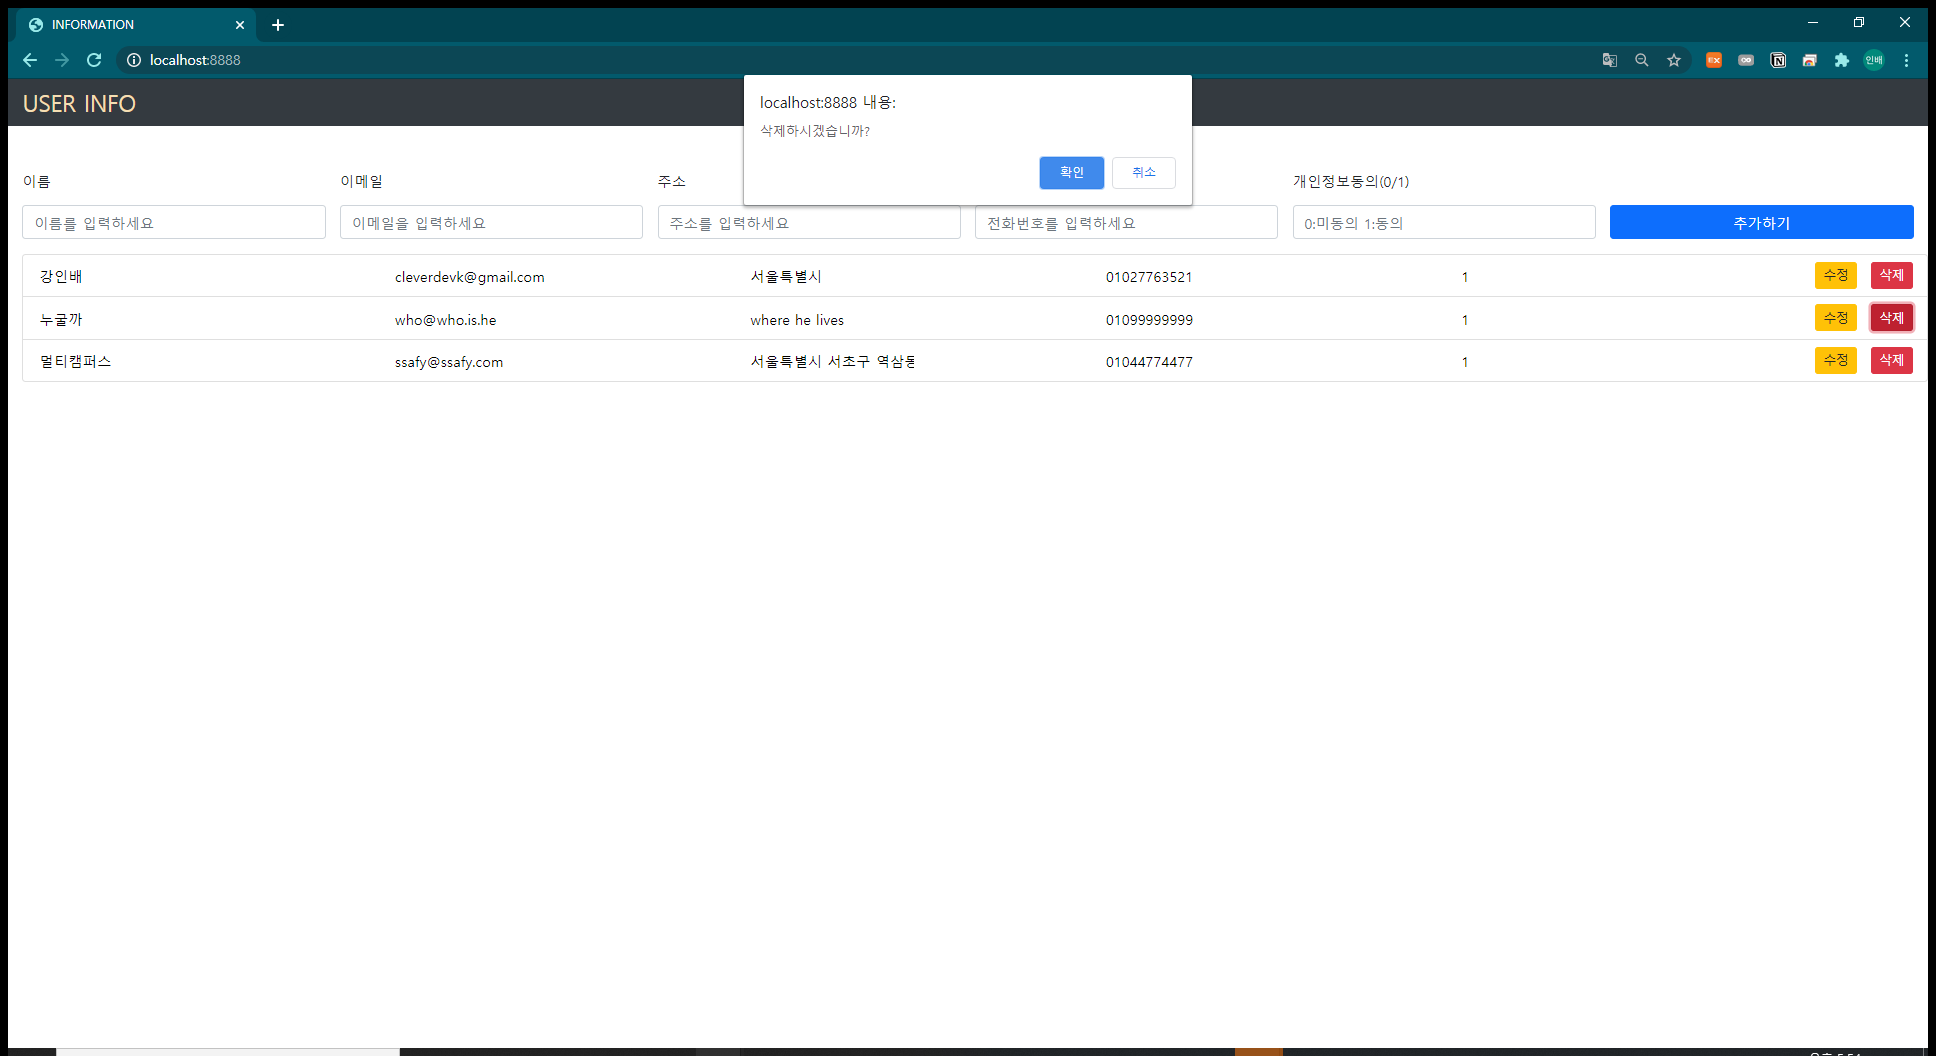 INFORMATION
localhost:8888
EX
N
인배
USER INFO
localhost:8888 내용:
삭제하시겠습니까?
확인
취소
이름
이메일
주소
개인정보동의(0/1)
이름를 입력하세요
이메일을 입력하세요
주소를 입력하세요
전화번호를 입력하세요
0:미동의 1:동의
추가하기
강인배 cleverdevk@gmail.com 서울특별시 01027763521 1 수정 삭제
누굴까 who@who.is.he where he lives 01099999999 1 수정 삭제
멀티캠퍼스 ssafy@ssafy.com 서울특별시 서초구 역삼동 01044774477 1 수정 삭제